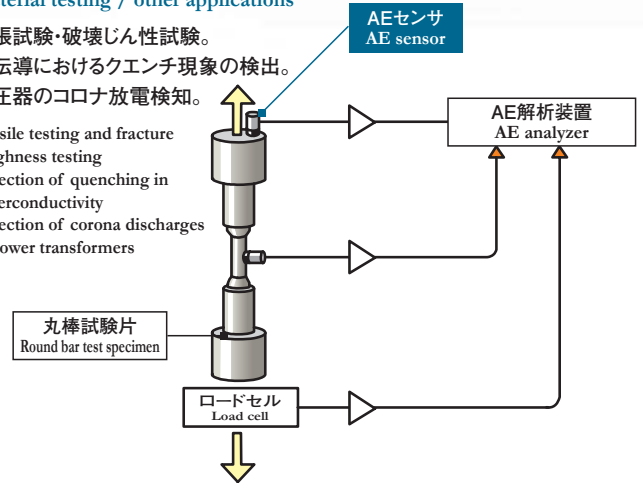 terial testing / other applications
張試験・破壊じん性試験。
伝導におけるクエンチ現象の検出。
圧器のコロナ放電検知。
sile testing and fracture
ghness testing
ection of quenching in
erconductivity
ection of corona discharges
ower transformers
AEセンサ
AE sensor
AE解析装置
AE analyzer
丸棒試験片
Round bar test specimen
ロードセル
Load cell